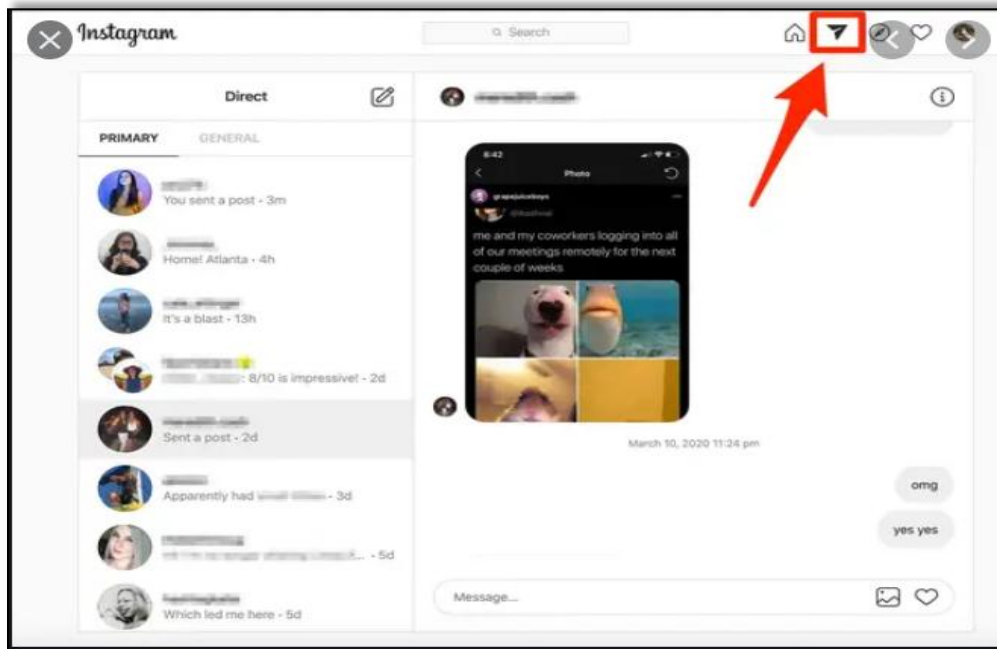 Instagram
Search
Direct
PRIMARY GENERAL
You sent a post · 3m
Home! Atlanta · 4h
It's a blast · 13h
: 8/10 is impressive! · 2d
Sent a post · 2d
Apparently had · 3d
... · 5d
Which led me here · 5d
8:42
Photo
grapejuiceboys
me and my coworkers logging into all
of our meetings remotely for the next
couple of weeks
March 10, 2020 11:24 pm
omg
yes yes
Message...